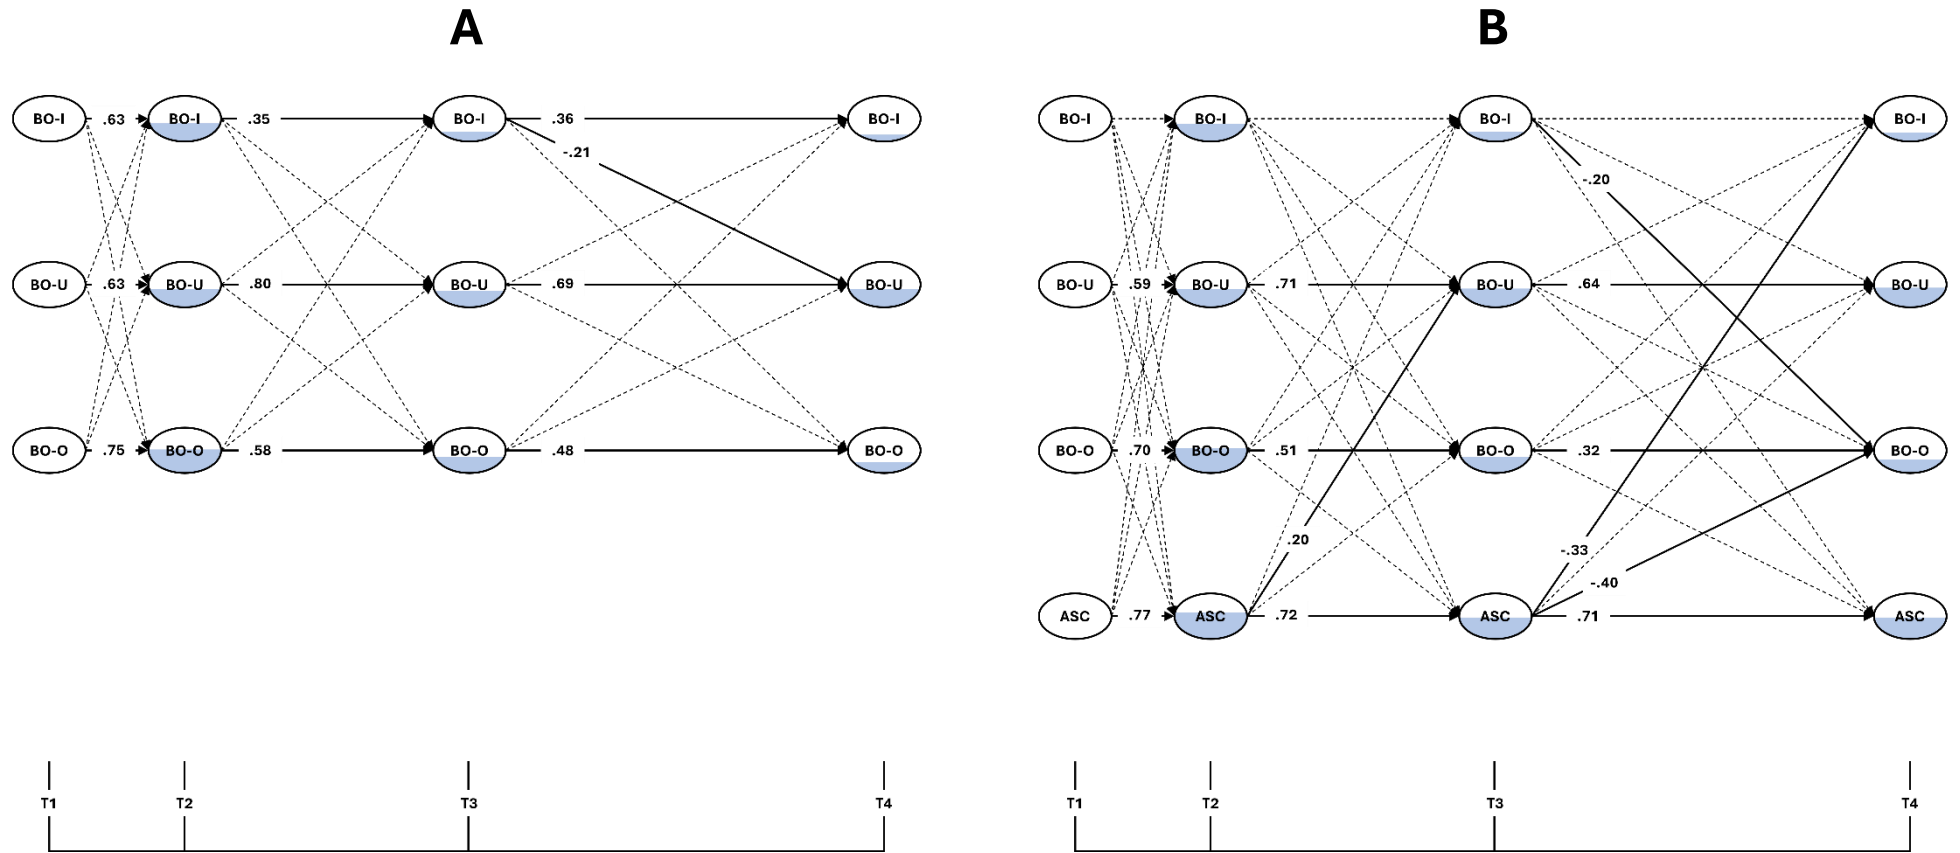 A
B
BO-I .63 BO-I .35 BO-I .36 BO-I
-.21
BO-U .63 BO-U .80 BO-U .69 BO-U
BO-O .75 BO-O .58 BO-O .48 BO-O
T1 T2 T3 T4
BO-I BO-I BO-I BO-I
-.20
BO-U .59 BO-U .71 BO-U .64 BO-U
BO-O .70 BO-O .51 BO-O .32 BO-O
.20
-.33
-.40
ASC .77 ASC .72 ASC .71 ASC
T1 T2 T3 T4